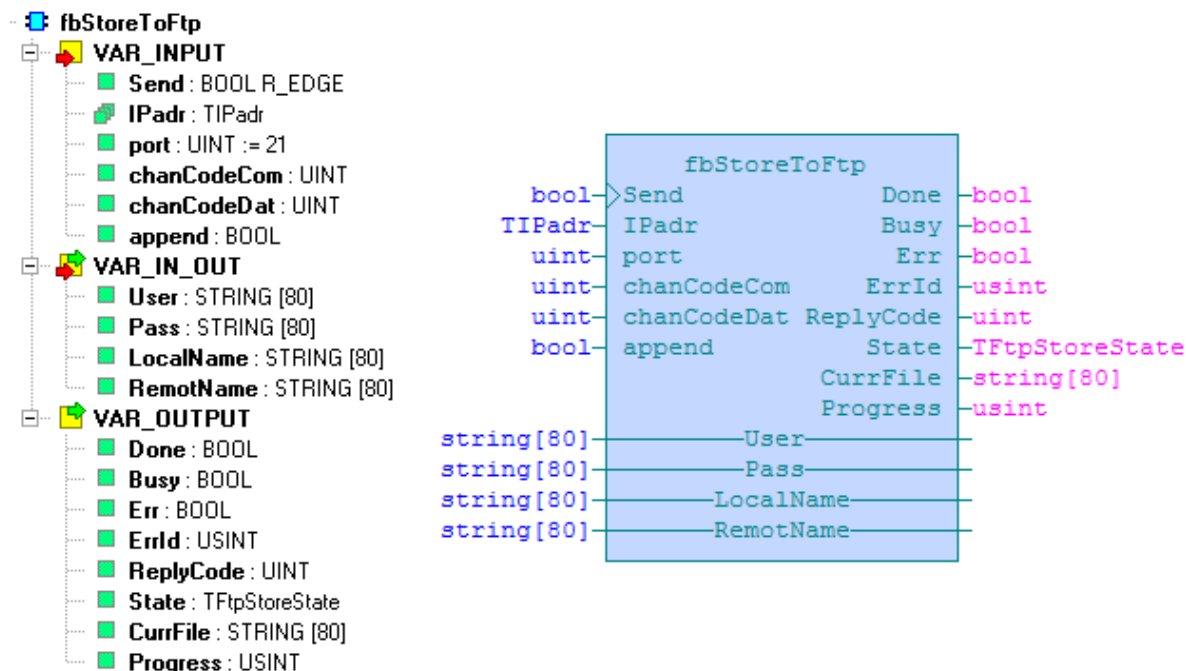 fbStoreToFtp
VAR_INPUT
Send : BOOL R_EDGE
IPadr : TIPadr
port : UINT := 21
chanCodeCom : UINT
chanCodeDat : UINT
append : BOOL
VAR_IN_OUT
User : STRING [80]
Pass : STRING [80]
LocalName : STRING [80]
RemotName : STRING [80]
VAR_OUTPUT
Done : BOOL
Busy : BOOL
Err : BOOL
ErrId : USINT
ReplyCode : UINT
State : TFtpStoreState
CurrFile : STRING [80]
Progress : USINT
fbStoreToFtp
bool Send Done bool
TIPadr IPadr Busy bool
uint port Err bool
uint chanCodeCom ErrId usint
uint chanCodeDat ReplyCode uint
bool append State TFtpStoreState
CurrFile string[80]
Progress usint
string[80] User
string[80] Pass
string[80] LocalName
string[80] RemotName